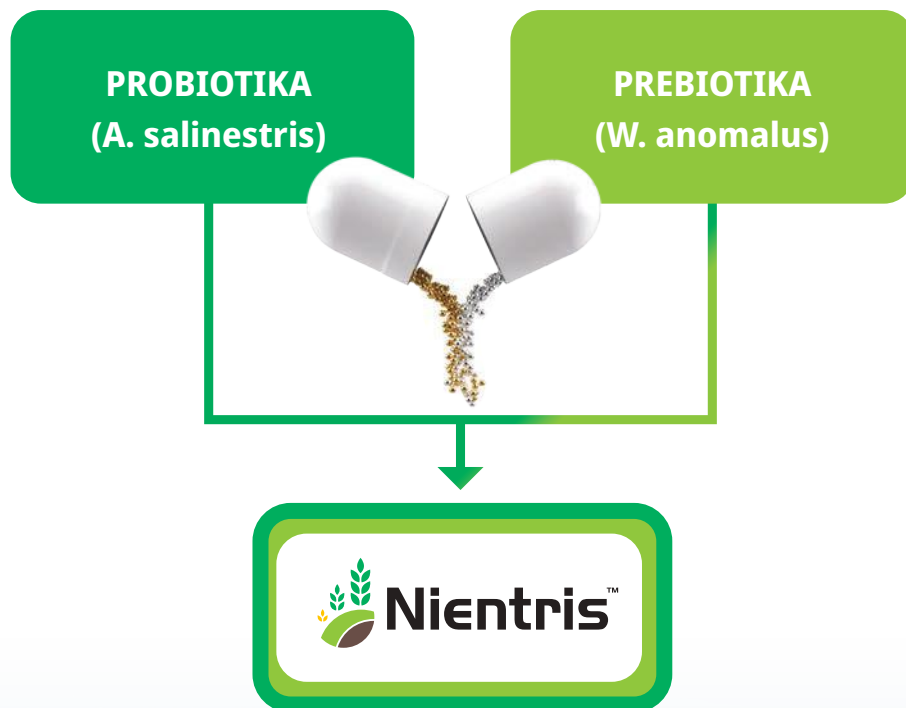 PROBIOTIKA
(A. salinestris)
PREBIOTIKA
(W. anomalus)
Nientris™